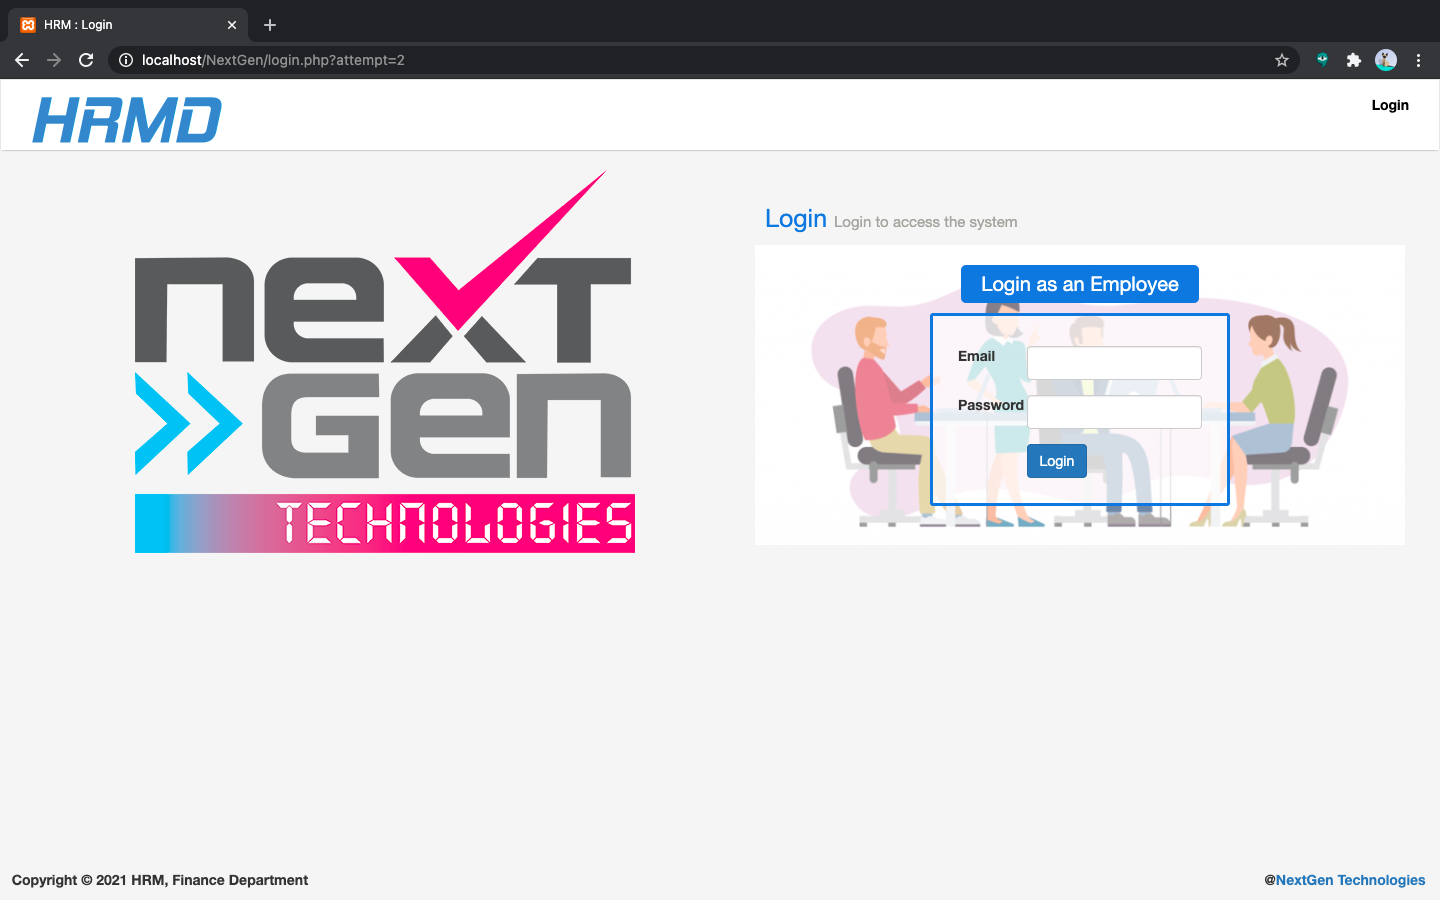 HRM : Login
localhost/NextGen/login.php?attempt=2
HRMD
Login
next
Gen
TECHNOLOGIES
Login Login to access the system
Login as an Employee
Email
Password
Login
Copyright © 2021 HRM, Finance Department
@NextGen Technologies